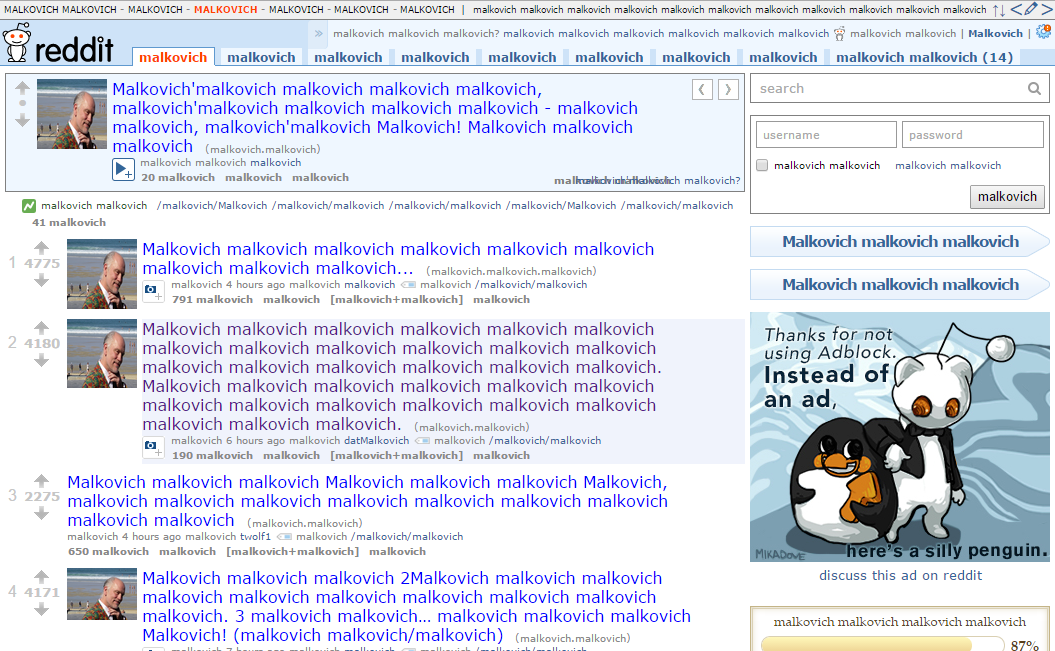 MALKOVICH MALKOVICH - MALKOVICH - MALKOVICH - MALKOVICH - MALKOVICH - MALKOVICH | malkovich malkovich malkovich malkovich malkovich malkovich malkovich malkovich malkovich malkovich malkovich
» malkovich malkovich malkovich? malkovich malkovich malkovich malkovich malkovich malkovich malkovich malkovich | Malkovich |
reddit malkovich malkovich malkovich malkovich malkovich malkovich malkovich malkovich malkovich malkovich (14)
Malkovich'malkovich malkovich malkovich malkovich,
malkovich'malkovich malkovich malkovich malkovich - malkovich
malkovich, malkovich'malkovich Malkovich! Malkovich malkovich
malkovich (malkovich.malkovich)
malkovich malkovich malkovich
20 malkovich malkovich malkovich
malkovich?
malkovich malkovich /malkovich/Malkovich /malkovich/malkovich /malkovich/malkovich /malkovich/Malkovich /malkovich/malkovich
41 malkovich
1 4775
Malkovich malkovich malkovich malkovich malkovich malkovich
malkovich malkovich malkovich... (malkovich.malkovich.malkovich)
malkovich 4 hours ago malkovich malkovich malkovich /malkovich/malkovich
791 malkovich malkovich [malkovich+malkovich] malkovich
2 4180
Malkovich malkovich malkovich malkovich malkovich malkovich
malkovich malkovich malkovich malkovich malkovich malkovich
malkovich malkovich malkovich malkovich malkovich malkovich.
Malkovich malkovich malkovich malkovich malkovich malkovich
malkovich malkovich malkovich malkovich malkovich malkovich
malkovich malkovich malkovich. (malkovich.malkovich)
malkovich 6 hours ago malkovich datMalkovich malkovich /malkovich/malkovich
190 malkovich malkovich [malkovich+malkovich] malkovich
3 2275
Malkovich malkovich malkovich Malkovich malkovich malkovich Malkovich,
malkovich malkovich malkovich malkovich malkovich malkovich malkovich
malkovich malkovich (malkovich.malkovich)
malkovich 4 hours ago malkovich twolf1 malkovich /malkovich/malkovich
650 malkovich malkovich [malkovich+malkovich] malkovich
4 4171
Malkovich malkovich malkovich 2Malkovich malkovich malkovich
malkovich malkovich malkovich malkovich malkovich malkovich
malkovich. 3 malkovich... malkovich malkovich malkovich
Malkovich! (malkovich malkovich/malkovich) (malkovich.malkovich)
malkovich 7 hours ago malkovich malkovich malkovich /malkovich/malkovich
search
username password
malkovich malkovich malkovich malkovich
malkovich
Malkovich malkovich malkovich
Malkovich malkovich malkovich
Thanks for not
using Adblock.
Instead of
an ad,
MIKADOVE
here's a silly penguin.
discuss this ad on reddit
malkovich malkovich malkovich malkovich
87%